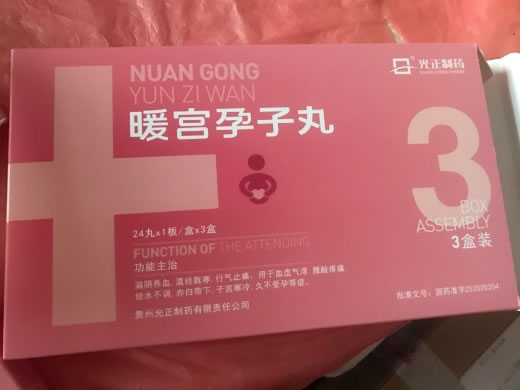 光正制药
GUANG ZHENG PHARMA
NUAN GONG
YUN ZI WAN
暖宫孕子丸
3
BOX
ASSEMBLY
3盒装
24丸x1板/盒x3盒
FUNCTION OF THE ATTENDING
功能主治
滋阴养血，温经散寒，行气止痛。用于血虚气滞，腰酸疼痛，
经水不调，赤白带下，子宫寒冷，久不受孕等症。
贵州光正制药有限责任公司
批准文号：国药准字Z52020204